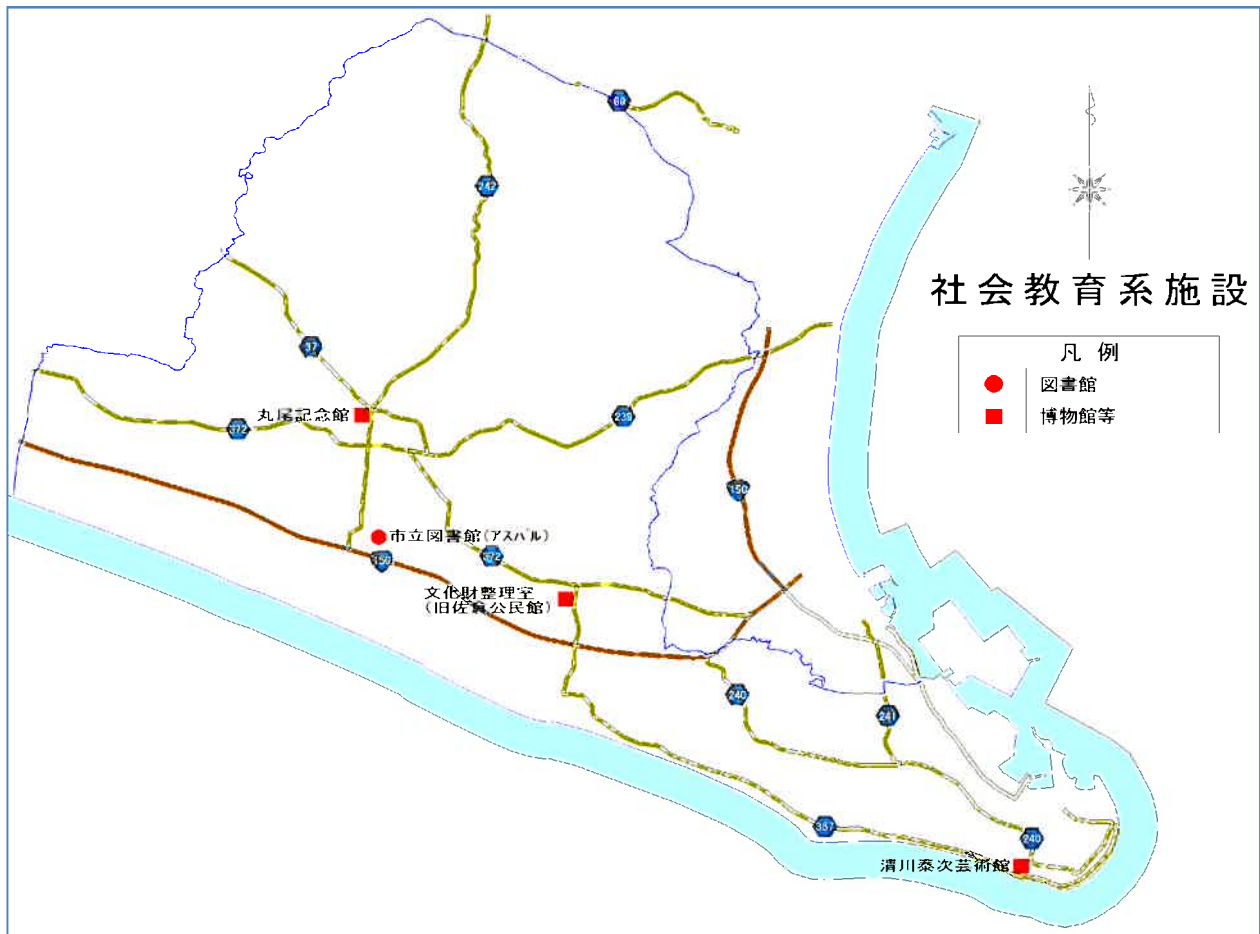 69
242
社会教育系施設
凡例
図書館
博物館等
37
丸尾記念館
372
239
150
市立図書館(アスパル)
150
372
文化財整理室
(旧佐倉公民館)
240
241
357
240
清川泰次芸術館